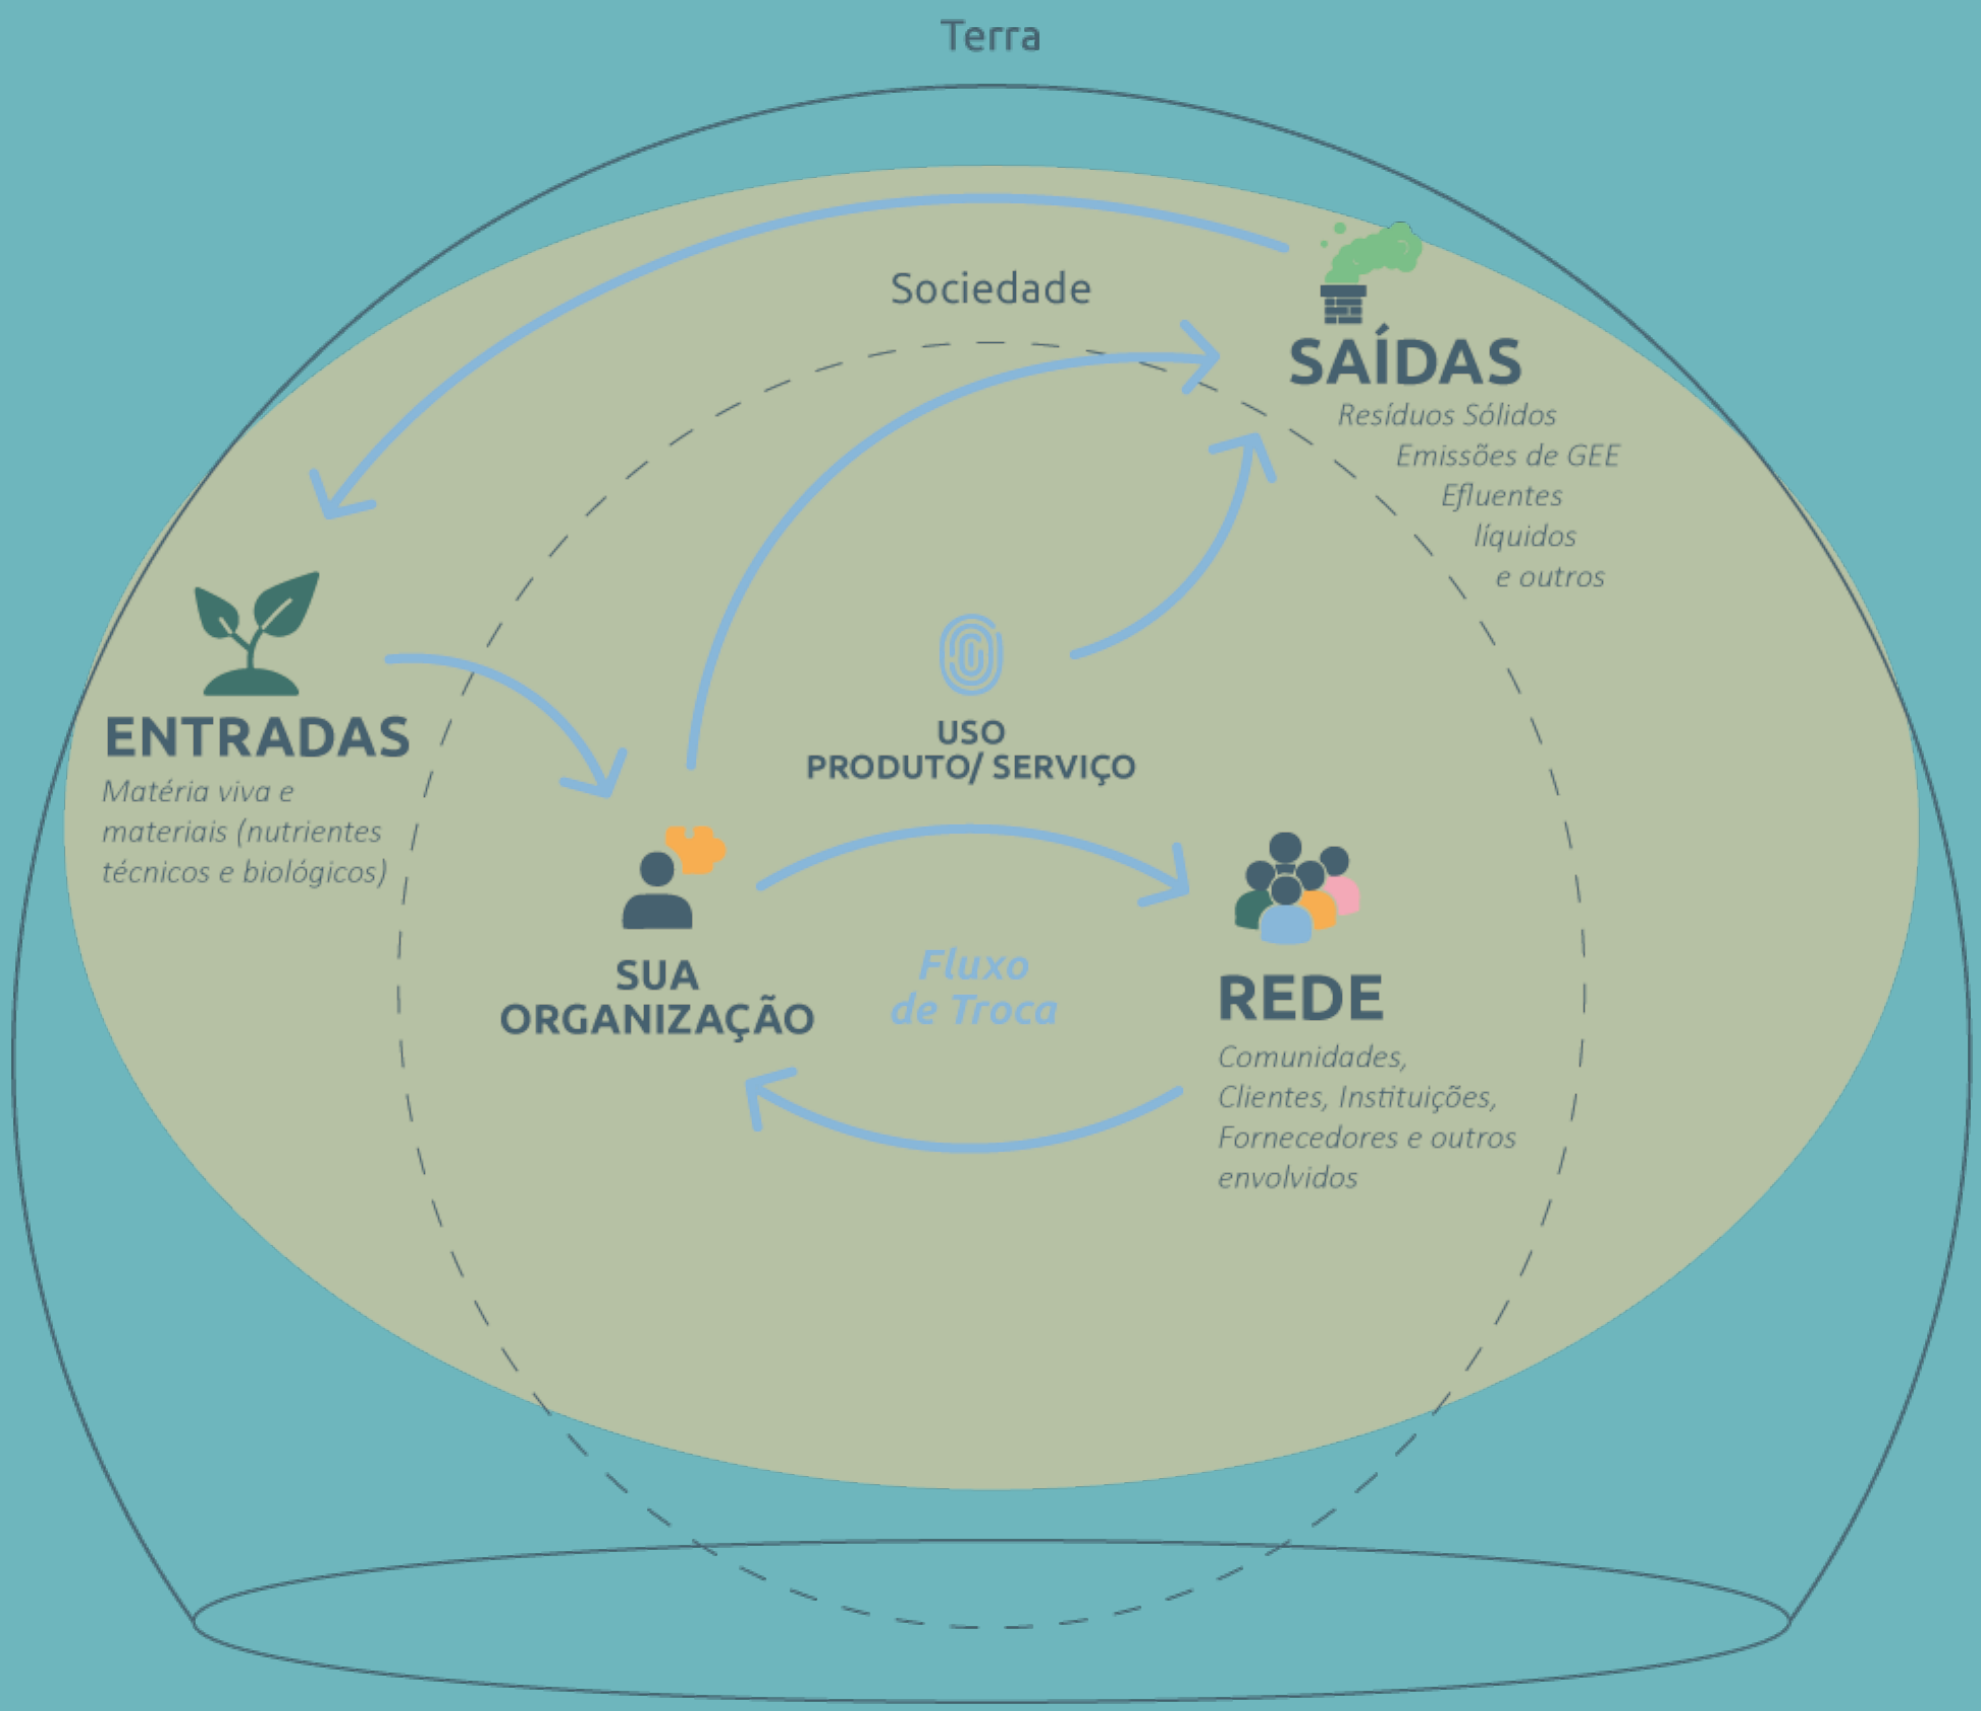 Terra
Sociedade
SAÍDAS
Resíduos Sólidos
Emissões de GEE
Efluentes
líquidos
e outros
ENTRADAS
Matéria viva e
materiais (nutrientes
técnicos e biológicos)
USO
PRODUTO/ SERVIÇO
SUA
ORGANIZAÇÃO
Fluxo
de Troca
REDE
Comunidades,
Clientes, Instituições,
Fornecedores e outros
envolvidos